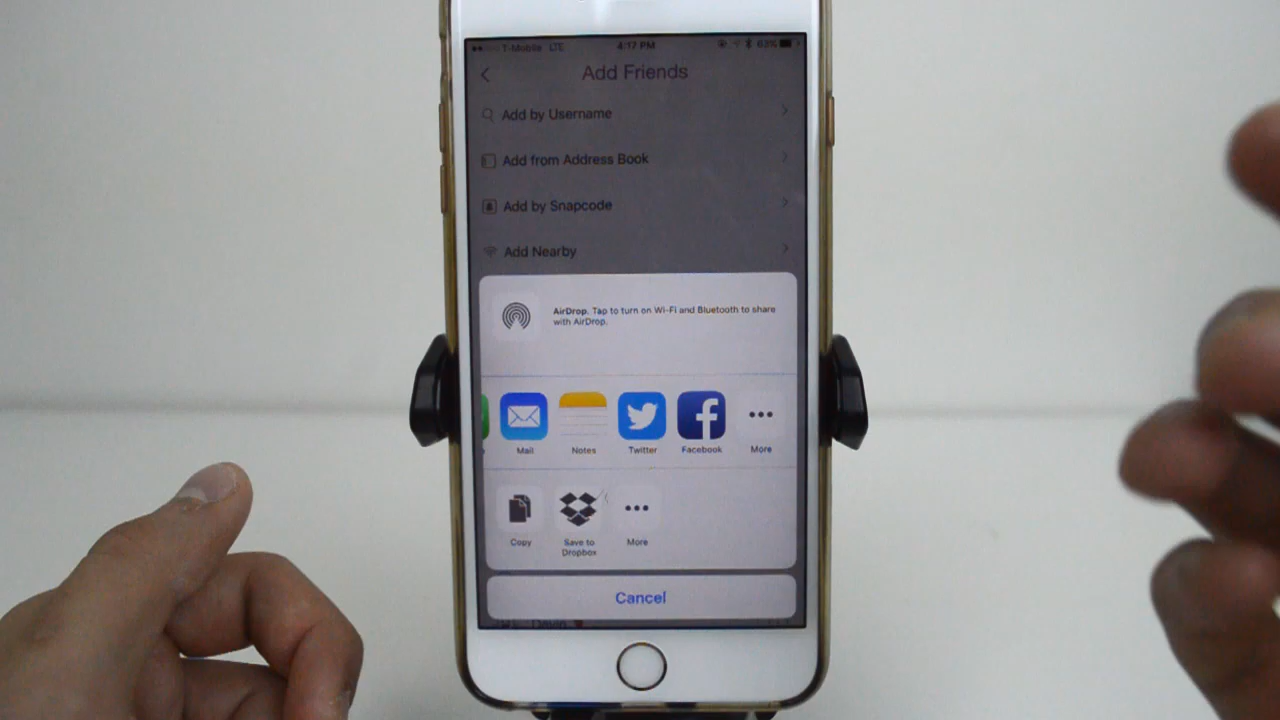 T-Mobile LTE 4:17 PM 63%
Add Friends
Add by Username
Add from Address Book
Add by Snapcode
Add Nearby
AirDrop. Tap to turn on Wi-Fi and Bluetooth to share
with AirDrop.
Mail Notes Twitter Facebook More
Copy Save to More
Dropbox
Cancel